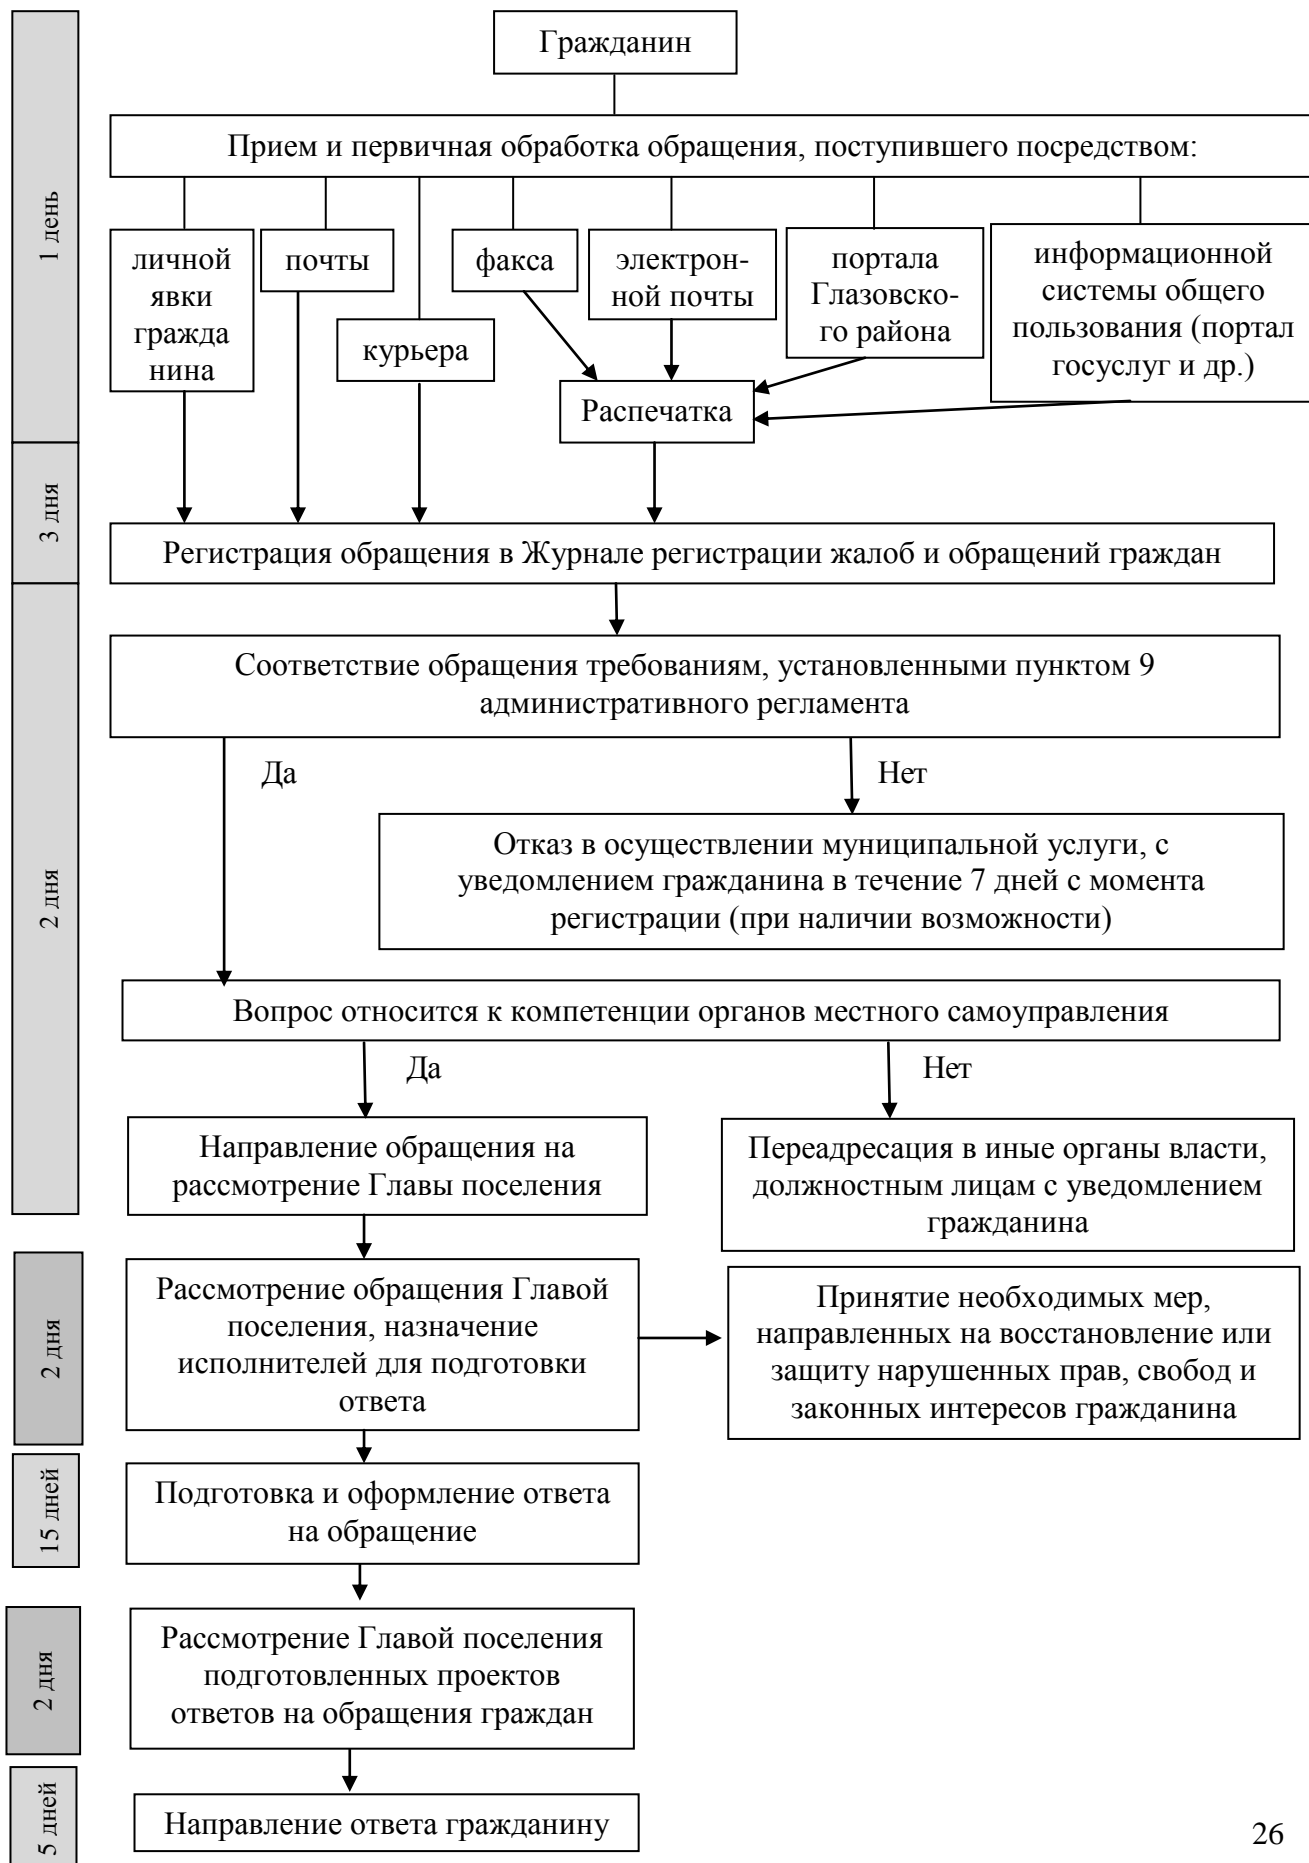 Гражданин
Прием и первичная обработка обращения, поступившего посредством:
1 день
личной
явки
гражда
нина
почты
курьера
факса
электрон-
ной почты
портала
Глазовско-
го района
информационной
системы общего
пользования (портал
госуслуг и др.)
Распечатка
3 дня
Регистрация обращения в Журнале регистрации жалоб и обращений граждан
2 дня
Соответствие обращения требованиям, установленными пунктом 9
административного регламента
Да
Нет
Отказ в осуществлении муниципальной услуги, с
уведомлением гражданина в течение 7 дней с момента
регистрации (при наличии возможности)
Вопрос относится к компетенции органов местного самоуправления
Да
Нет
Направление обращения на
рассмотрение Главы поселения
Переадресация в иные органы власти,
должностным лицам с уведомлением
гражданина
2 дня
Рассмотрение обращения Главой
поселения, назначение
исполнителей для подготовки
ответа
Принятие необходимых мер,
направленных на восстановление или
защиту нарушенных прав, свобод и
законных интересов гражданина
15 дней
Подготовка и оформление ответа
на обращение
2 дня
Рассмотрение Главой поселения
подготовленных проектов
ответов на обращения граждан
5 дней
Направление ответа гражданину
26